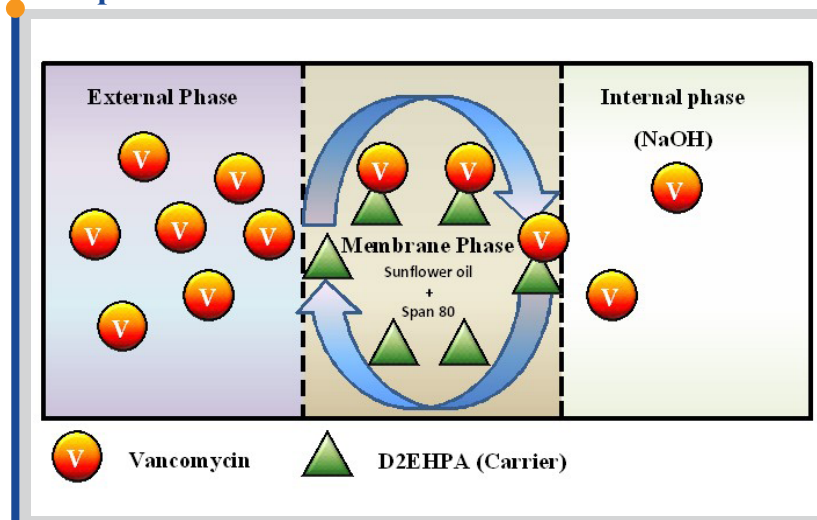 External Phase
V
V
V
V
V
V
V
V
V
Membrane Phase
Sunflower oil
+
Span 80
V
Internal phase
(NaOH)
V
V
V
Vancomycin
D2EHPA (Carrier)